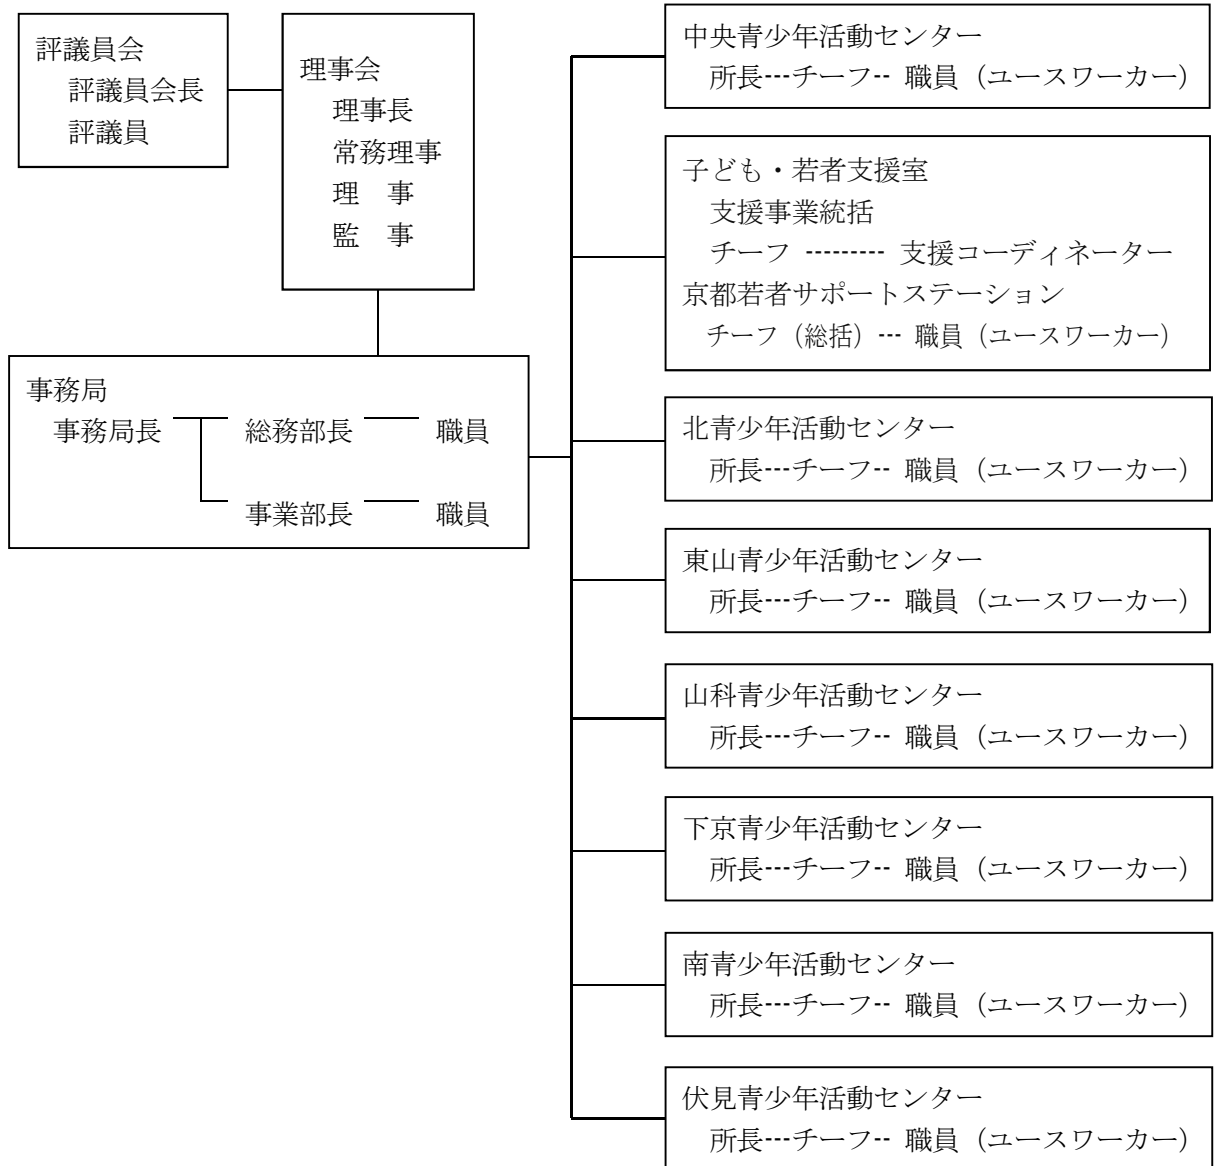 評議員会
評議員会長
評議員
理事会
理事長
常務理事
理　事
監　事
事務局
事務局長 総務部長 職員
事業部長 職員
中央青少年活動センター
所長---チーフ-- 職員（ユースワーカー）
子ども・若者支援室
支援事業統括
チーフ --------- 支援コーディネーター
京都若者サポートステーション
チーフ（総括）--- 職員（ユースワーカー）
北青少年活動センター
所長---チーフ-- 職員（ユースワーカー）
東山青少年活動センター
所長---チーフ-- 職員（ユースワーカー）
山科青少年活動センター
所長---チーフ-- 職員（ユースワーカー）
下京青少年活動センター
所長---チーフ-- 職員（ユースワーカー）
南青少年活動センター
所長---チーフ-- 職員（ユースワーカー）
伏見青少年活動センター
所長---チーフ-- 職員（ユースワーカー）